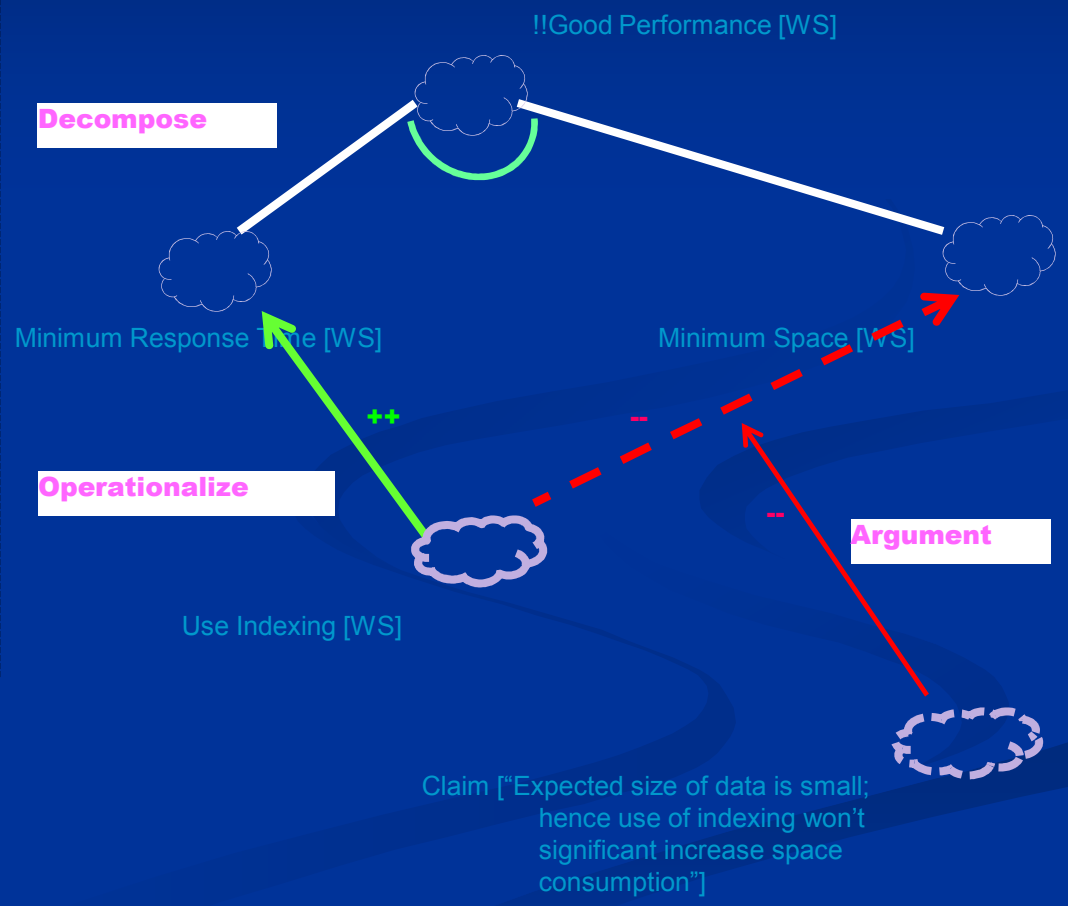 !!Good Performance [WS]
Decompose
Minimum Response Time [WS]
Minimum Space [WS]
++
--
Operationalize
--
Argument
Use Indexing [WS]
Claim [“Expected size of data is small;
hence use of indexing won’t
significant increase space
consumption”]